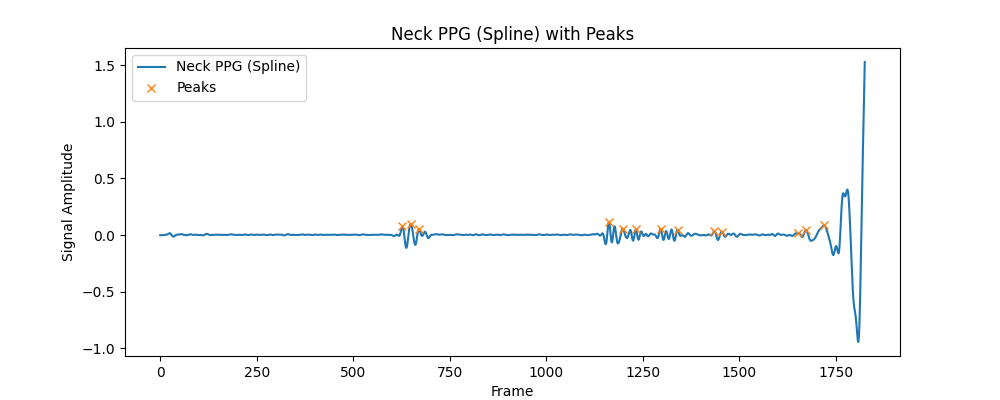 Neck PPG (Spline) with Peaks
Neck PPG (Spline)
Peaks
1.5
1.0
0.5
0.0
−0.5
−1.0
Signal Amplitude
0 250 500 750 1000 1250 1500 1750
Frame